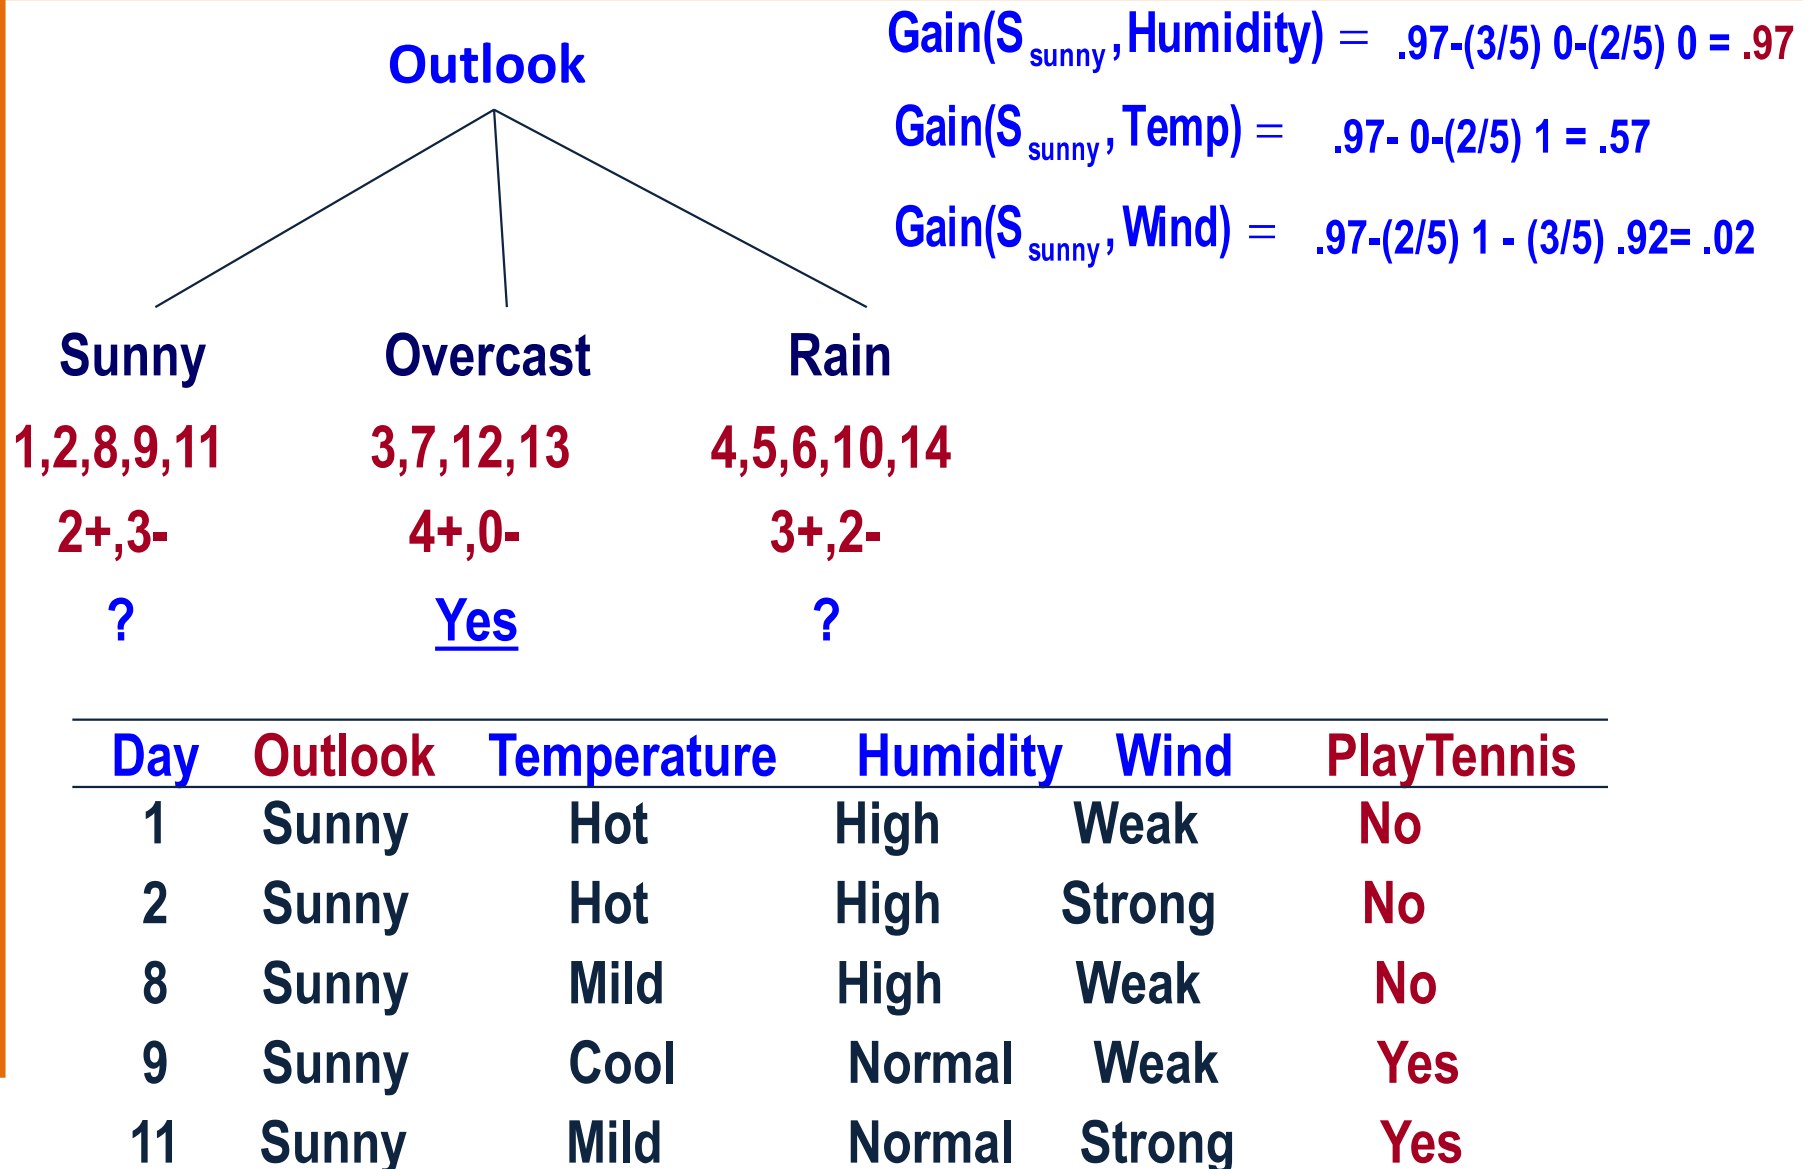 Outlook
Gain(S sunny, Humidity) = .97-(3/5) 0-(2/5) 0 = .97
Gain(S sunny, Temp) = .97- 0-(2/5) 1 = .57
Gain(S sunny, Wind) = .97-(2/5) 1 - (3/5) .92= .02
Sunny Overcast Rain
1,2,8,9,11 3,7,12,13 4,5,6,10,14
2+,3- 4+,0- 3+,2-
? Yes ?
Day Outlook Temperature Humidity Wind PlayTennis
1 Sunny Hot High Weak No
2 Sunny Hot High Strong No
8 Sunny Mild High Weak No
9 Sunny Cool Normal Weak Yes
11 Sunny Mild Normal Strong Yes